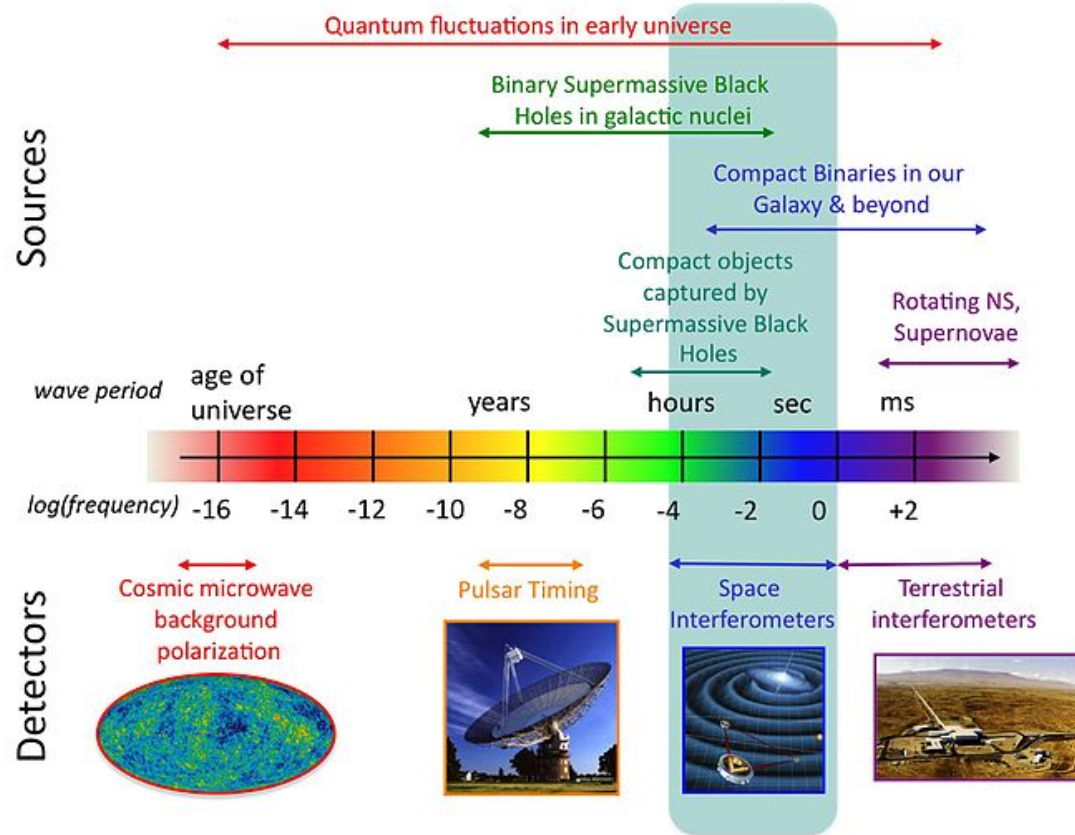 Sources
Quantum fluctuations in early universe
Binary Supermassive Black
Holes in galactic nuclei
Compact Binaries in our
Galaxy & beyond
Compact objects
captured by
Supermassive Black
Holes
Rotating NS,
Supernovae
wave period
age of
universe
years
hours
sec
ms
log(frequency)
-16
-14
-12
-10
-8
-6
-4
-2
0
+2
Detectors
Cosmic microwave
background
polarization
Pulsar Timing
Space
Interferometers
Terrestrial
interferometers